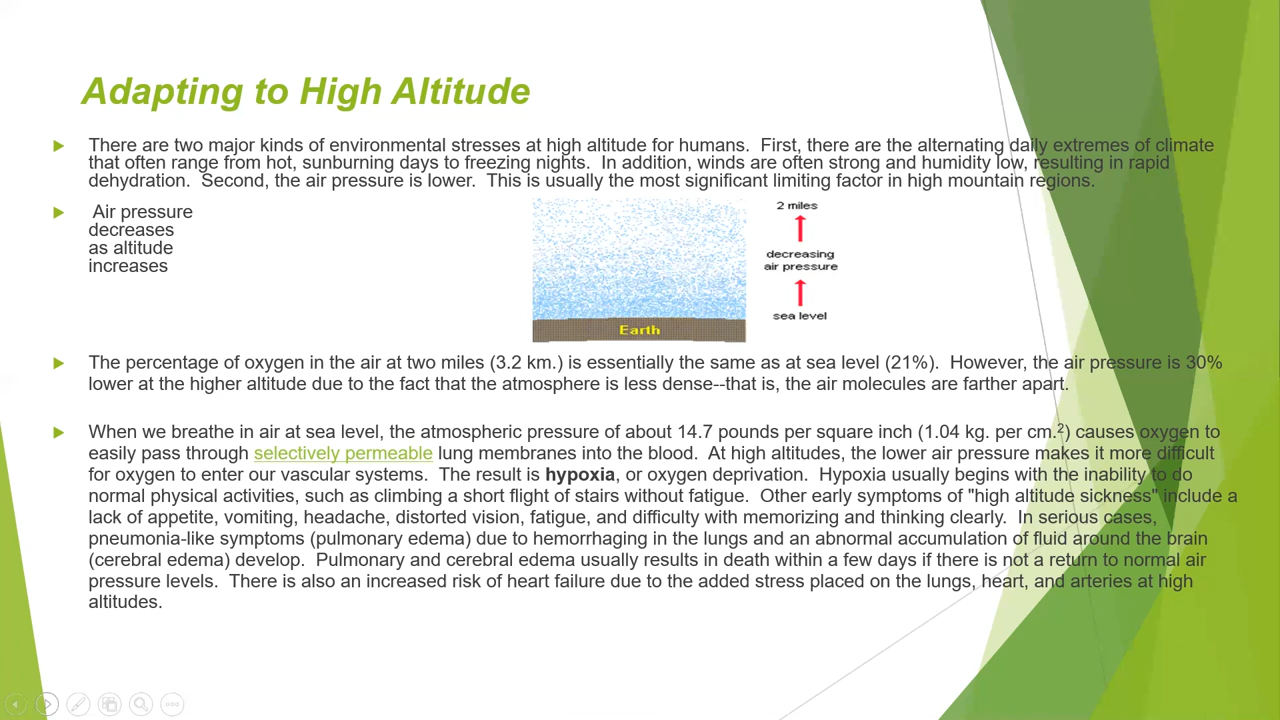 Adapting to High Altitude
There are two major kinds of environmental stresses at high altitude for humans.  First, there are the alternating daily extremes of climate
that often range from hot, sunburning days to freezing nights.  In addition, winds are often strong and humidity low, resulting in rapid
dehydration.  Second, the air pressure is lower.  This is usually the most significant limiting factor in high mountain regions.
Air pressure
decreases
as altitude
increases
2 miles
decreasing
air pressure
sea level
Earth
The percentage of oxygen in the air at two miles (3.2 km.) is essentially the same as at sea level (21%).  However, the air pressure is 30%
lower at the higher altitude due to the fact that the atmosphere is less dense--that is, the air molecules are farther apart.
When we breathe in air at sea level, the atmospheric pressure of about 14.7 pounds per square inch (1.04 kg. per cm.²) causes oxygen to
easily pass through selectively permeable lung membranes into the blood.  At high altitudes, the lower air pressure makes it more difficult
for oxygen to enter our vascular systems.  The result is hypoxia, or oxygen deprivation.  Hypoxia usually begins with the inability to do
normal physical activities, such as climbing a short flight of stairs without fatigue.  Other early symptoms of "high altitude sickness" include a
lack of appetite, vomiting, headache, distorted vision, fatigue, and difficulty with memorizing and thinking clearly.  In serious cases,
pneumonia-like symptoms (pulmonary edema) due to hemorrhaging in the lungs and an abnormal accumulation of fluid around the brain
(cerebral edema) develop.  Pulmonary and cerebral edema usually results in death within a few days if there is not a return to normal air
pressure levels.  There is also an increased risk of heart failure due to the added stress placed on the lungs, heart, and arteries at high
altitudes.